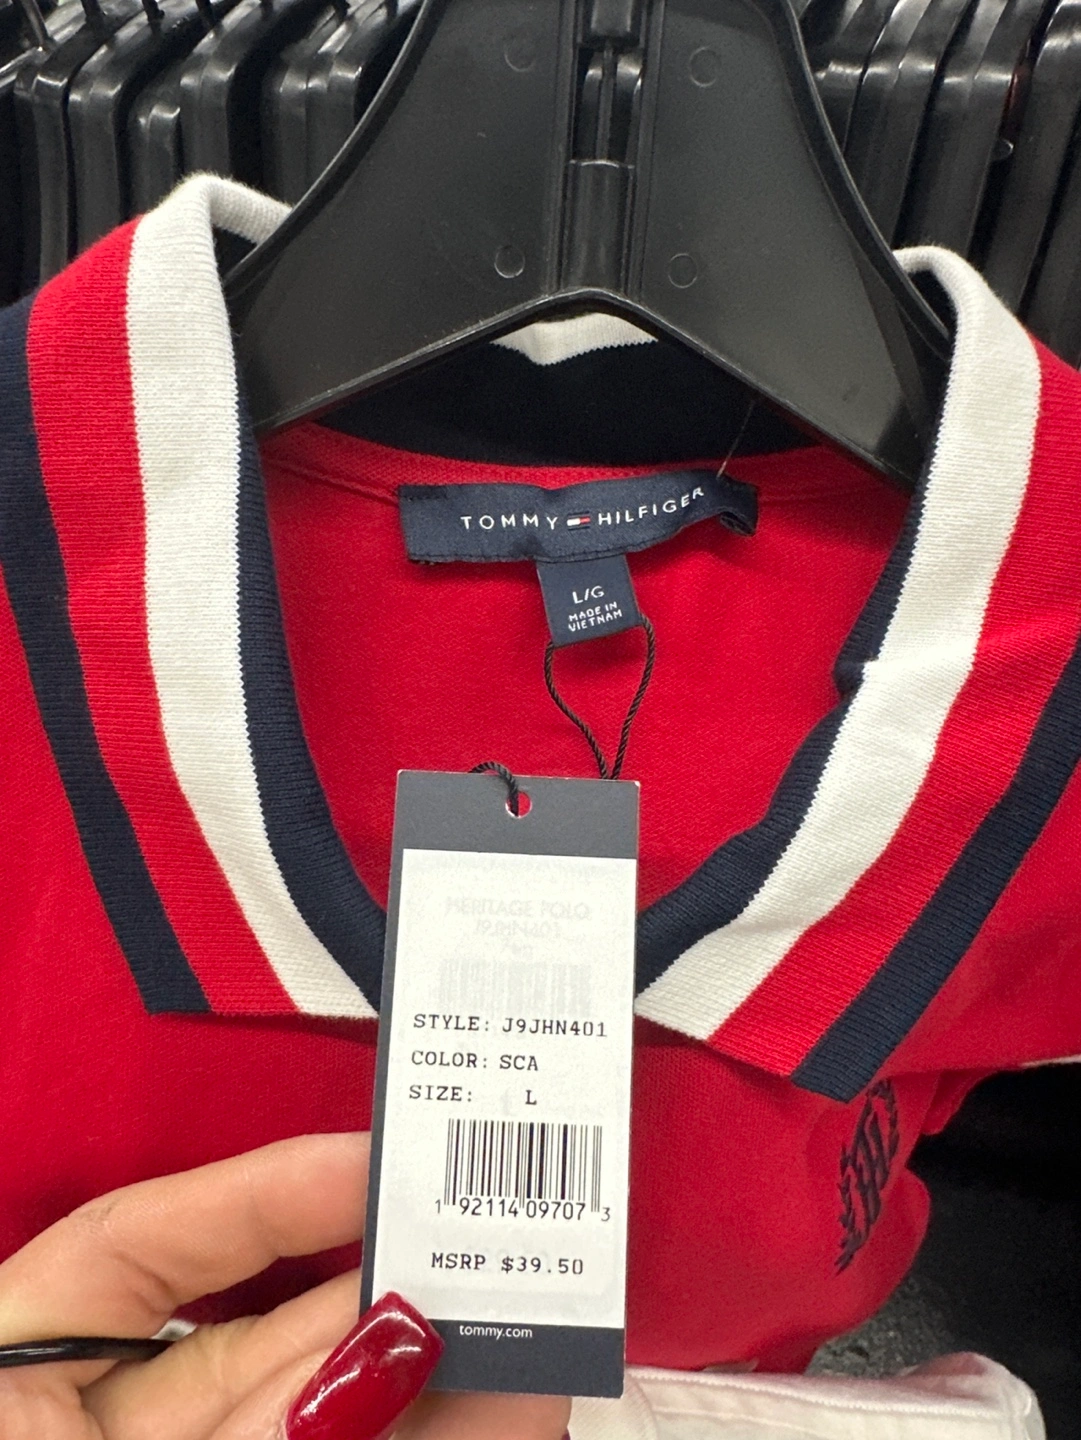 TOMMY HILFIGER
L/G
MADE IN
VIETNAM
HERITAGE POLO
J9JHN401
STYLE: J9JHN401
COLOR: SCA
SIZE: L
1 92114 09707 3
MSRP $39.50
tommy.com